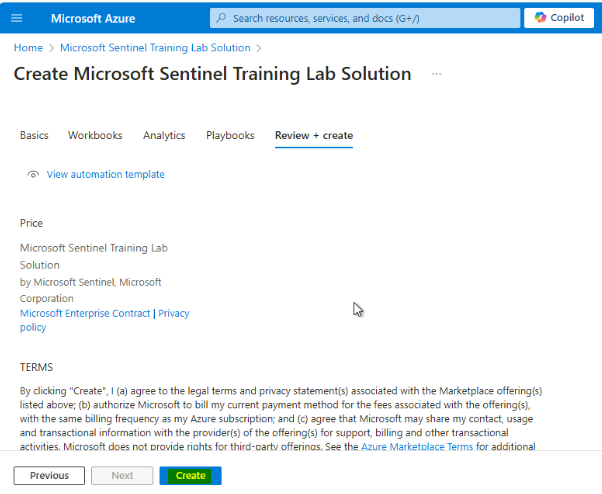 Microsoft Azure
Search resources, services, and docs (G+/)
Copilot
Home > Microsoft Sentinel Training Lab Solution >
Create Microsoft Sentinel Training Lab Solution ...
Basics Workbooks Analytics Playbooks Review + create
View automation template
Price
Microsoft Sentinel Training Lab
Solution
by Microsoft Sentinel, Microsoft
Corporation
Microsoft Enterprise Contract | Privacy
policy
TERMS
By clicking "Create", I (a) agree to the legal terms and privacy statement(s) associated with the Marketplace offering(s)
listed above; (b) authorize Microsoft to bill my current payment method for the fees associated with the offering(s),
with the same billing frequency as my Azure subscription; and (c) agree that Microsoft may share my contact, usage
and transactional information with the provider(s) of the offering(s) for support, billing and other transactional
activities. Microsoft does not provide rights for third-party offerings. See the Azure Marketplace Terms for additional
Previous Next Create